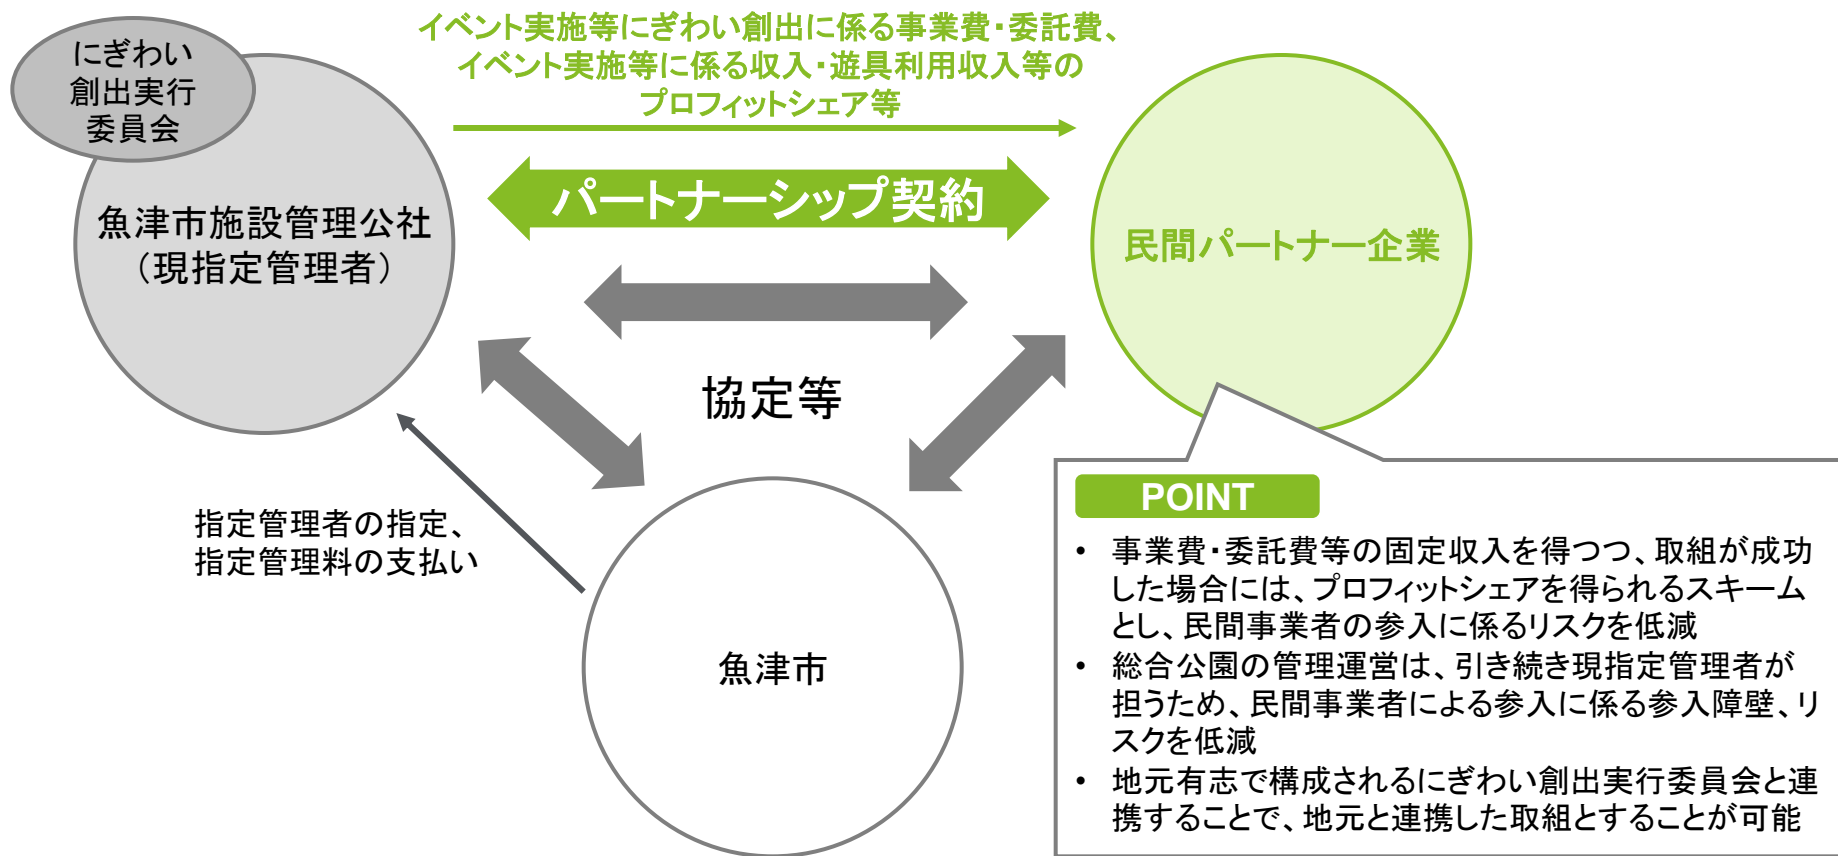 イベント実施等にぎわい創出に係る事業費・委託費、
イベント実施等に係る収入・遊具利用収入等の
プロフィットシェア等
にぎわい
創出実行
委員会
パートナーシップ契約
魚津市施設管理公社
（現指定管理者）
民間パートナー企業
協定等
指定管理者の指定、
指定管理料の支払い
魚津市
POINT
• 事業費・委託費等の固定収入を得つつ、取組が成功
した場合には、プロフィットシェアを得られるスキーム
とし、民間事業者の参入に係るリスクを低減
• 総合公園の管理運営は、引き続き現指定管理者が
担うため、民間事業者による参入に係る参入障壁、リ
スクを低減
• 地元有志で構成されるにぎわい創出実行委員会と連
携することで、地元と連携した取組とすることが可能